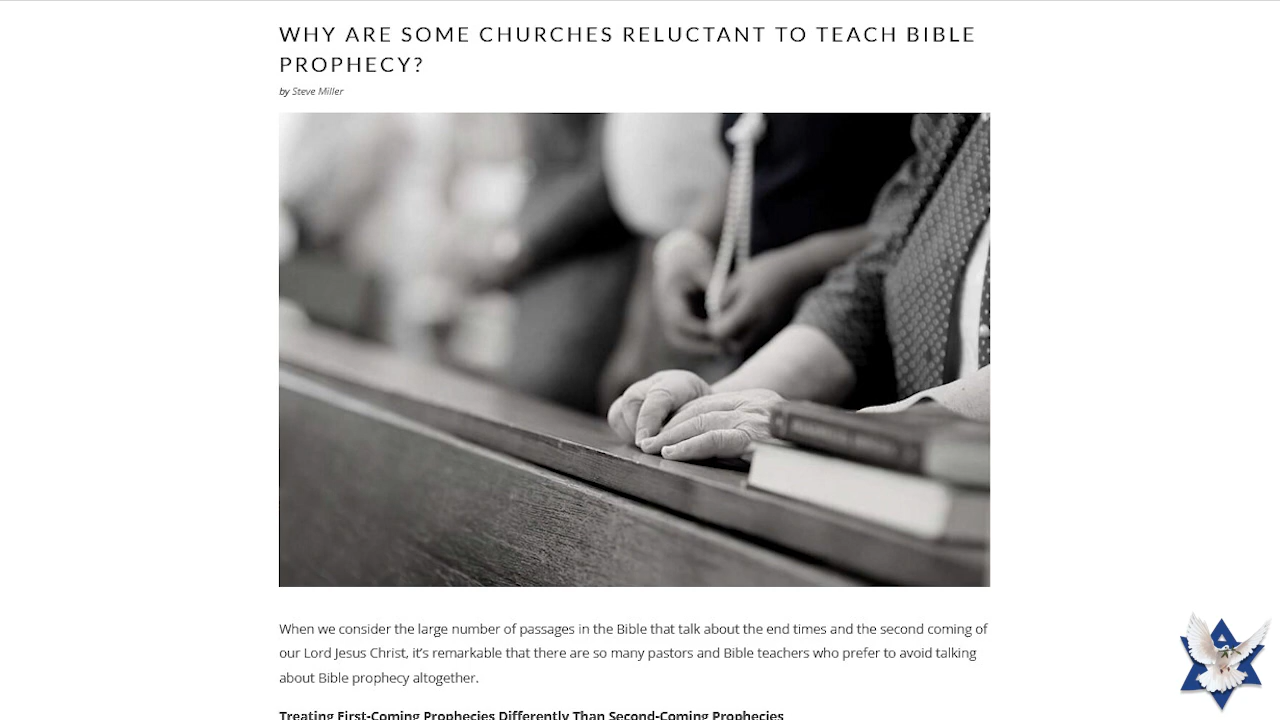 WHY ARE SOME CHURCHES RELUCTANT TO TEACH BIBLE
PROPHECY?
by Steve Miller
When we consider the large number of passages in the Bible that talk about the end times and the second coming of
our Lord Jesus Christ, it's remarkable that there are so many pastors and Bible teachers who prefer to avoid talking
about Bible prophecy altogether.
Treating First-Coming Prophecies Differently Than Second-Coming Prophecies